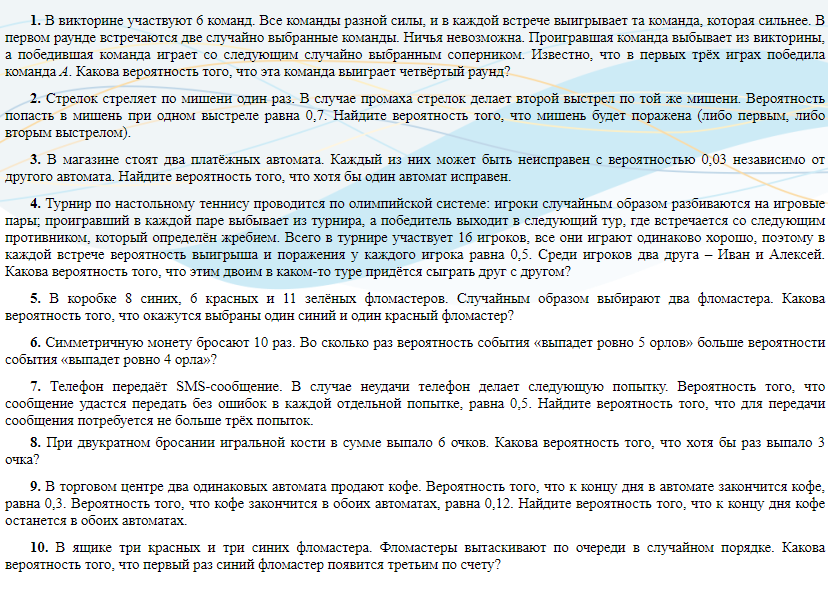 1. В викторине участвуют 6 команд. Все команды разной силы, и в каждой встрече выигрывает та команда, которая сильнее. В
первом раунде встречаются две случайно выбранные команды. Ничья невозможна. Проигравшая команда выбывает из викторины,
а победившая команда играет со следующим случайно выбранным соперником. Известно, что в первых трёх играх победила
команда A. Какова вероятность того, что эта команда выиграет четвёртый раунд?
2. Стрелок стреляет по мишени один раз. В случае промаха стрелок делает второй выстрел по той же мишени. Вероятность
попасть в мишень при одном выстреле равна 0,7. Найдите вероятность того, что мишень будет поражена (либо первым, либо
вторым выстрелом).
3. В магазине стоят два платёжных автомата. Каждый из них может быть неисправен с вероятностью 0,03 независимо от
другого автомата. Найдите вероятность того, что хотя бы один автомат исправен.
4. Турнир по настольному теннису проводится по олимпийской системе: игроки случайным образом разбиваются на игровые
пары; проигравший в каждой паре выбывает из турнира, а победитель выходит в следующий тур, где встречается со следующим
противником, который определён жребием. Всего в турнире участвует 16 игроков, все они играют одинаково хорошо, поэтому в
каждой встрече вероятность выигрыша и поражения у каждого игрока равна 0,5. Среди игроков два друга – Иван и Алексей.
Какова вероятность того, что этим двоим в каком-то туре придётся сыграть друг с другом?
5. В коробке 8 синих, 6 красных и 11 зелёных фломастеров. Случайным образом выбирают два фломастера. Какова
вероятность того, что окажутся выбраны один синий и один красный фломастер?
6. Симметричную монету бросают 10 раз. Во сколько раз вероятность события «выпадет ровно 5 орлов» больше вероятности
события «выпадет ровно 4 орла»?
7. Телефон передаёт SMS-сообщение. В случае неудачи телефон делает следующую попытку. Вероятность того, что
сообщение удастся передать без ошибок в каждой отдельной попытке, равна 0,5. Найдите вероятность того, что для передачи
сообщения потребуется не больше трёх попыток.
8. При двукратном бросании игральной кости в сумме выпало 6 очков. Какова вероятность того, что хотя бы раз выпало 3
очка?
9. В торговом центре два одинаковых автомата продают кофе. Вероятность того, что к концу дня в автомате закончится кофе,
равна 0,3. Вероятность того, что кофе закончится в обоих автоматах, равна 0,12. Найдите вероятность того, что к концу дня кофе
останется в обоих автоматах.
10. В ящике три красных и три синих фломастера. Фломастеры вытаскивают по очереди в случайном порядке. Какова
вероятность того, что первый раз синий фломастер появится третьим по счету?